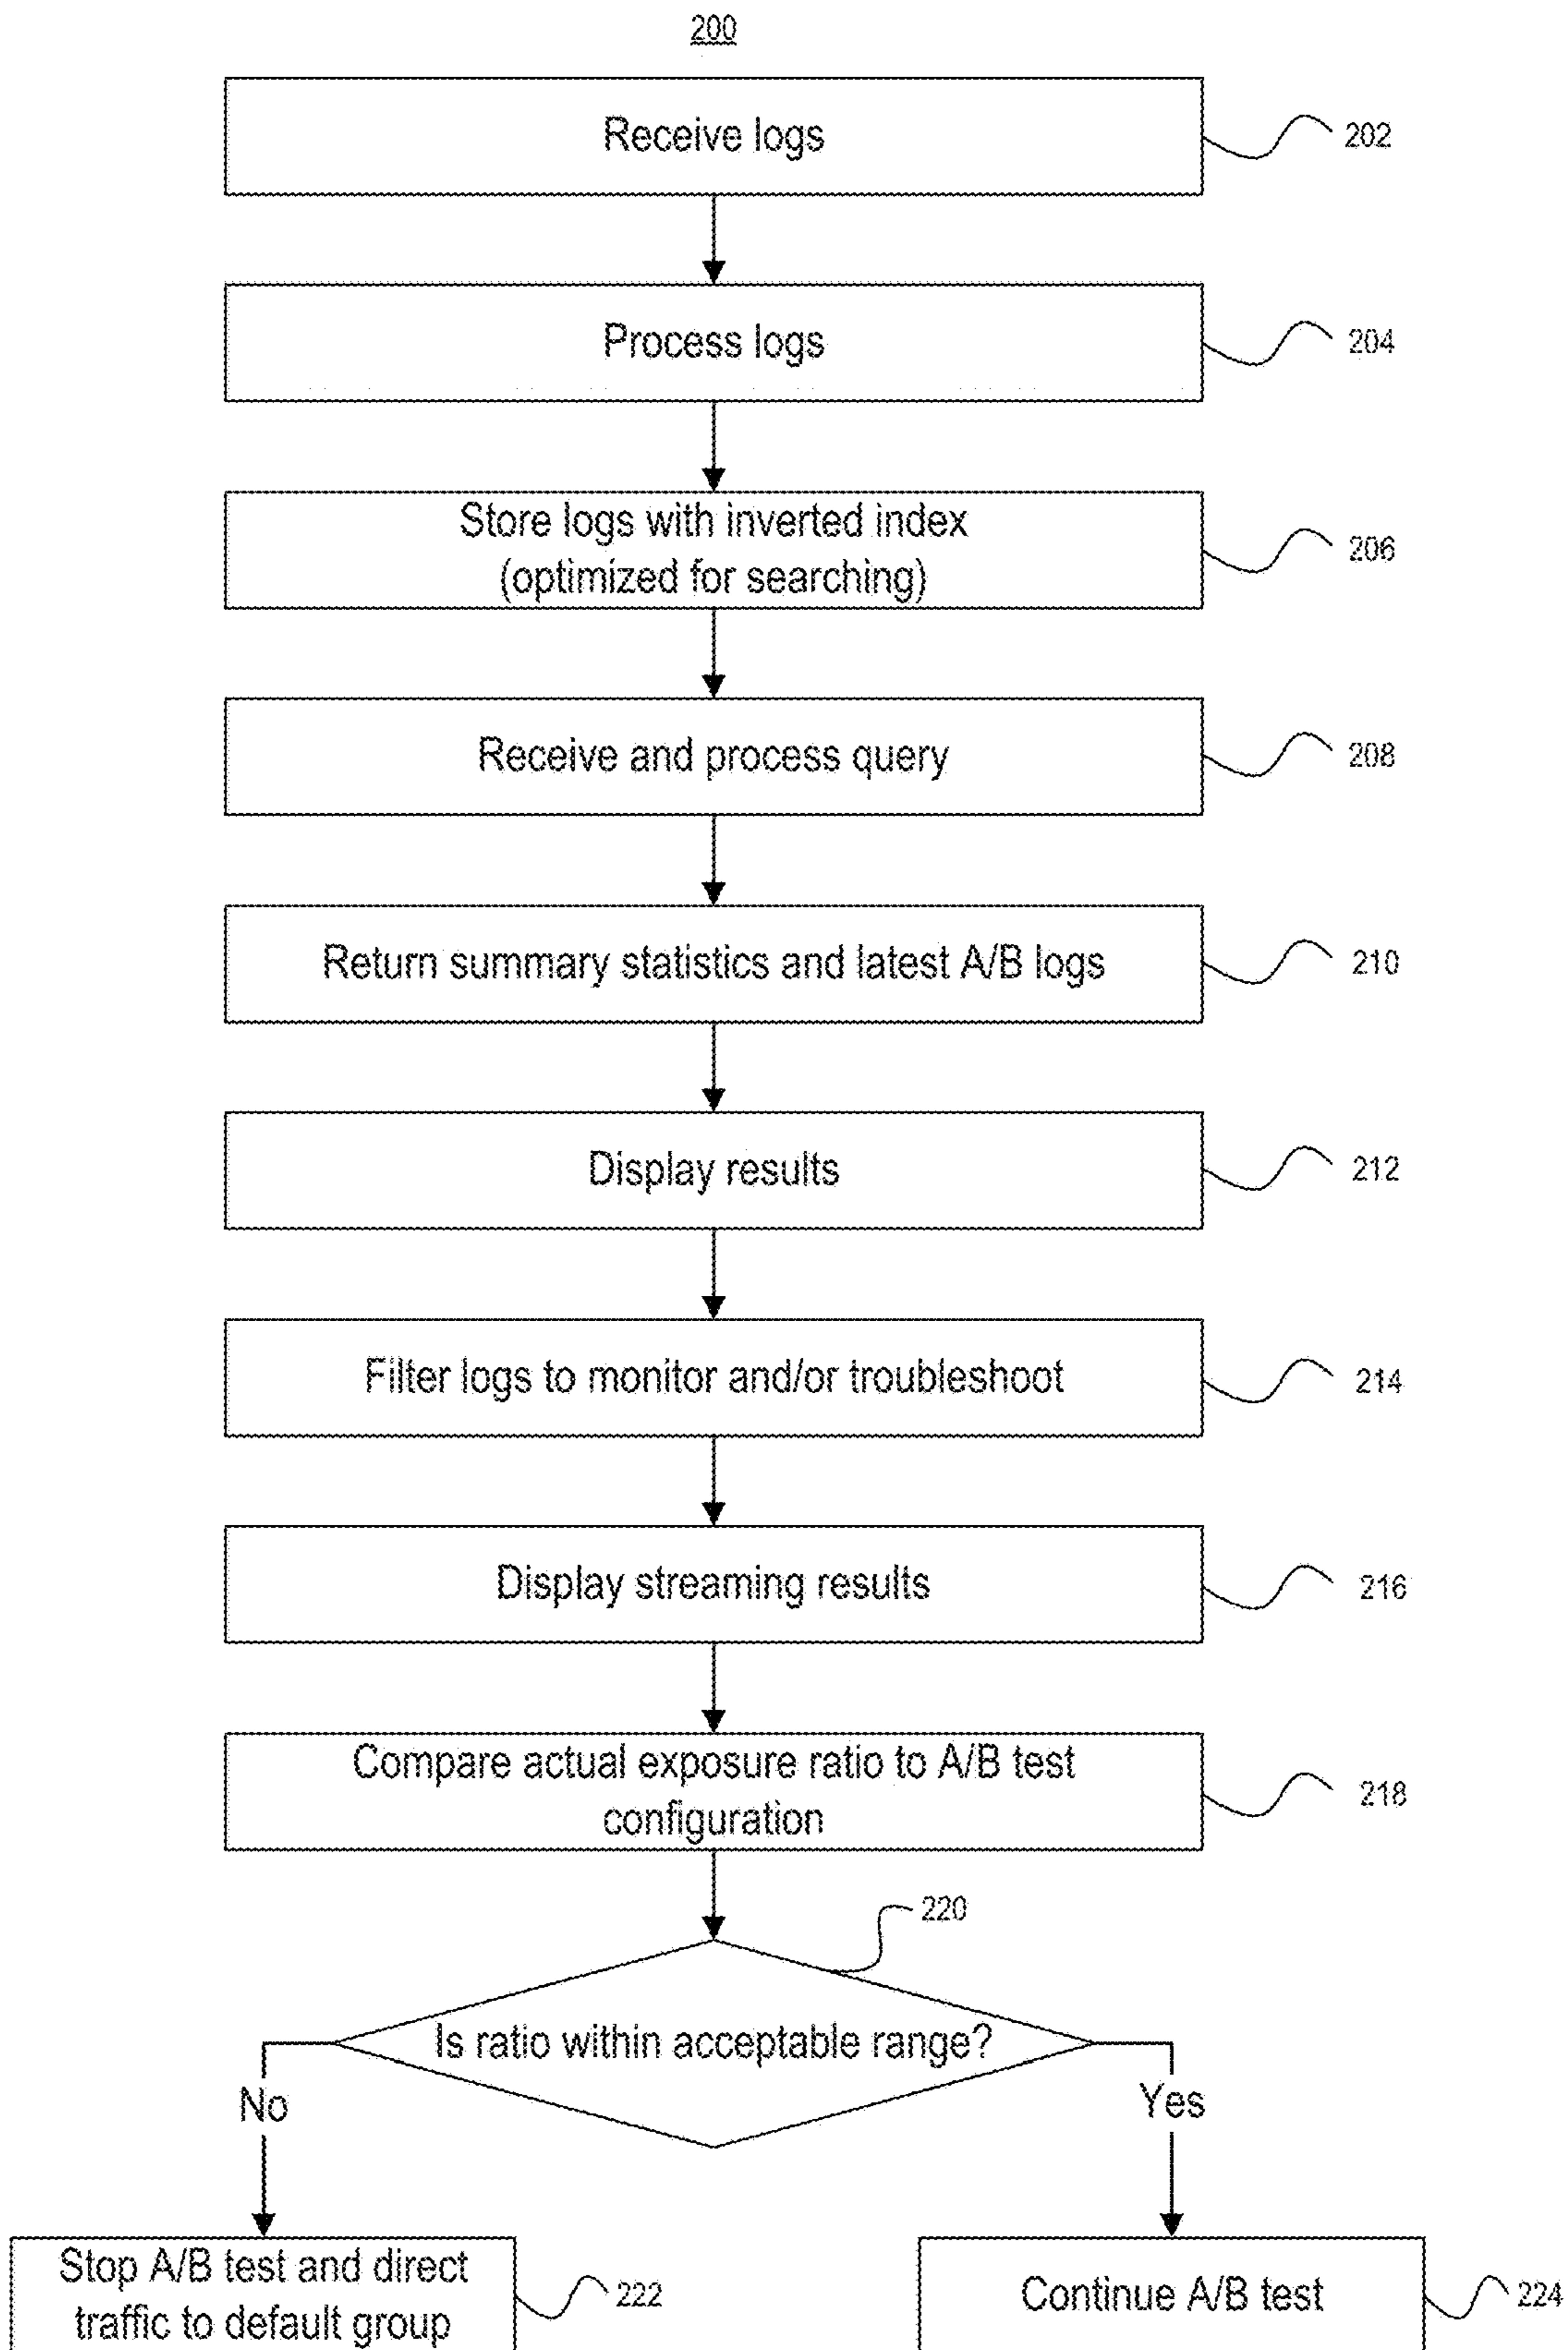 200
Receive logs
202
Process logs
204
Store logs with inverted index
(optimized for searching)
206
Receive and process query
208
Return summary statistics and latest A/B logs
210
Display results
212
Filter logs to monitor and/or troubleshoot
214
Display streaming results
216
Compare actual exposure ratio to A/B test
configuration
218
220
Is ratio within acceptable range?
No
Yes
Stop A/B test and direct
traffic to default group
222
Continue A/B test
224